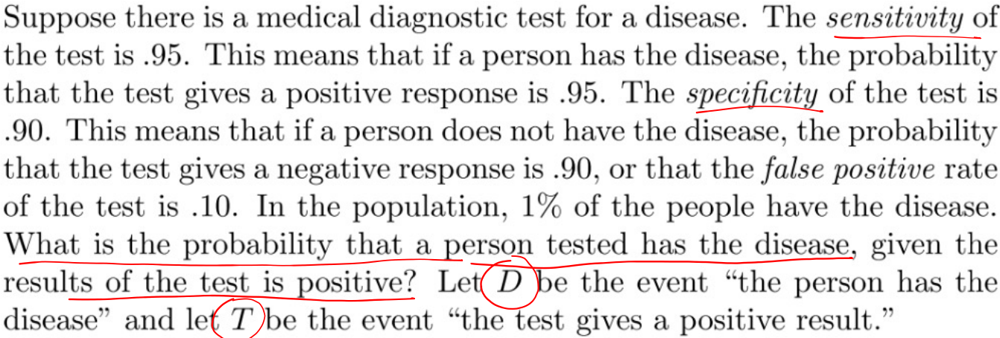 Suppose there is a medical diagnostic test for a disease. The sensitivity of
the test is .95. This means that if a person has the disease, the probability
that the test gives a positive response is .95. The specificity of the test is
.90. This means that if a person does not have the disease, the probability
that the test gives a negative response is .90, or that the false positive rate
of the test is .10. In the population, 1% of the people have the disease.
What is the probability that a person tested has the disease, given the
results of the test is positive? Let D be the event “the person has the
disease” and let T be the event “the test gives a positive result.”